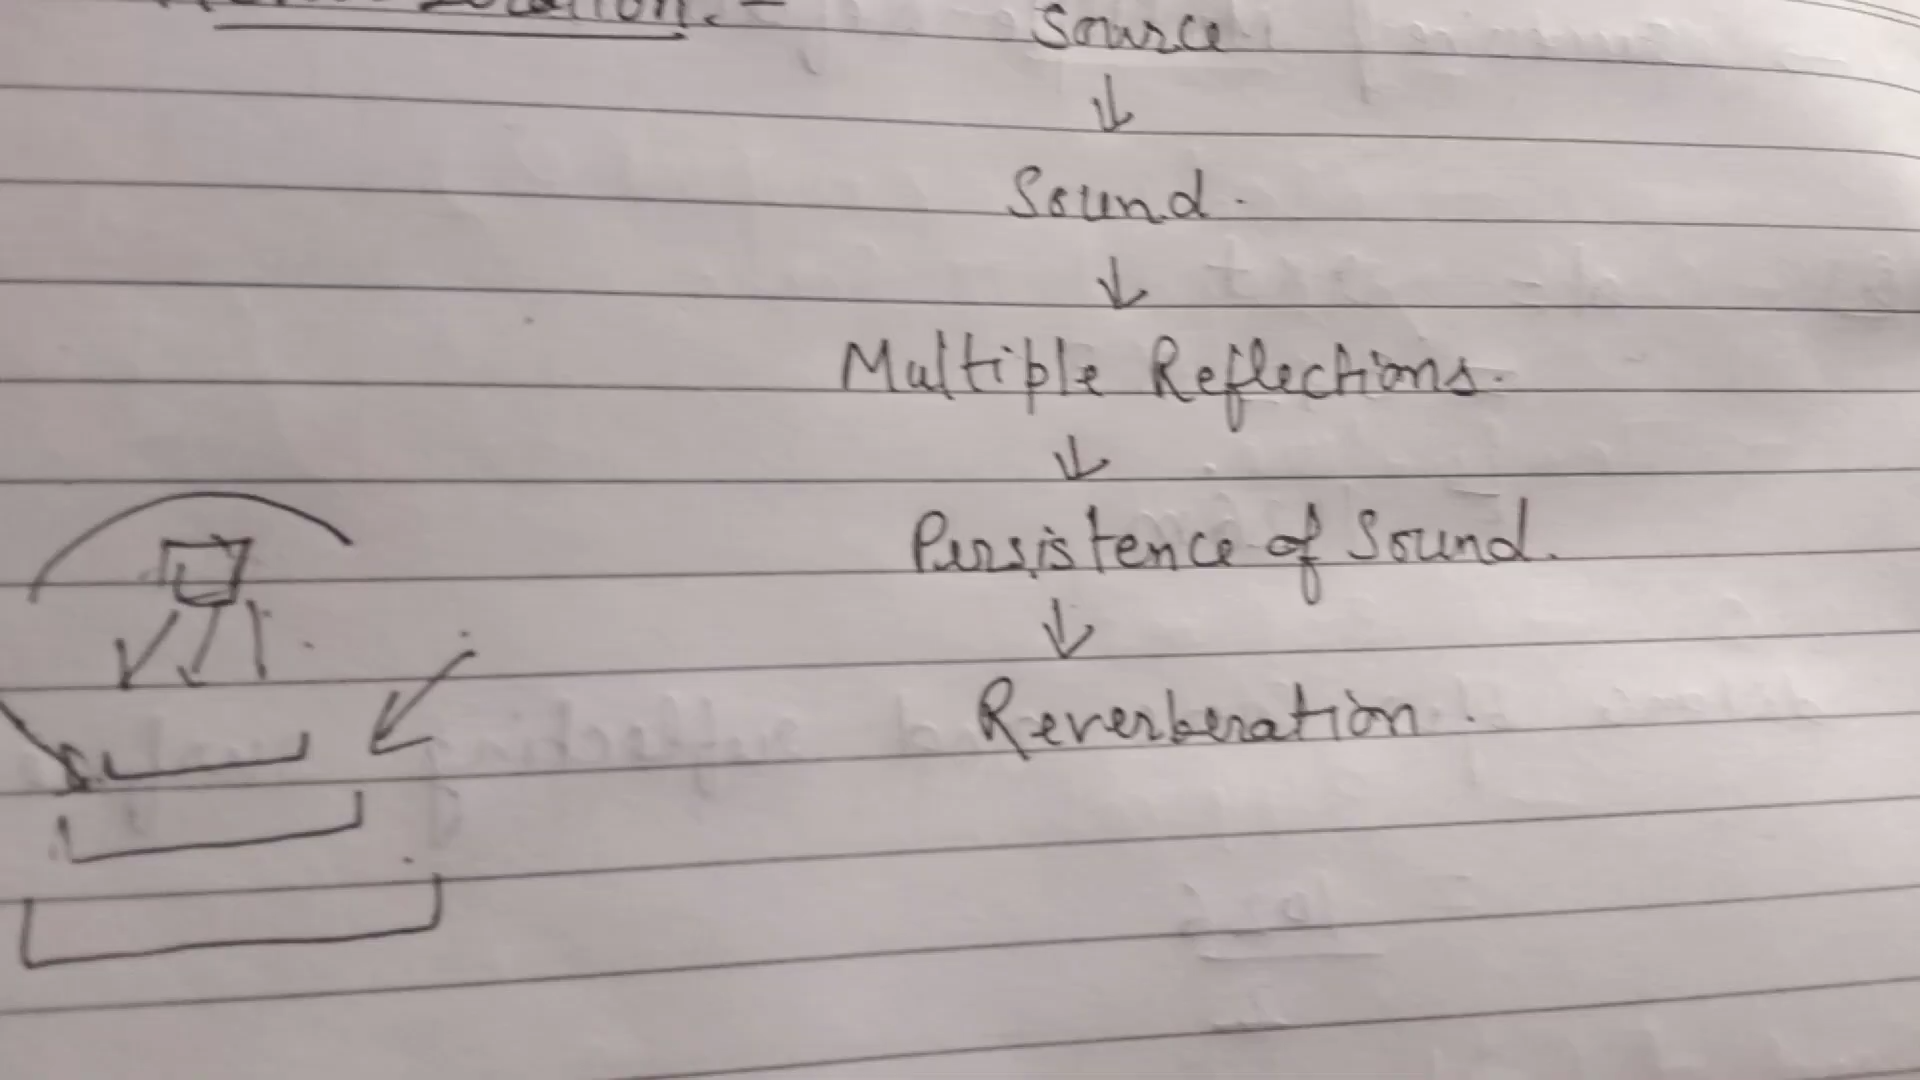 Source
↓
Sound.
↓
Multiple Reflections.
↓
Persistence of Sound.
↓
Reverberation.